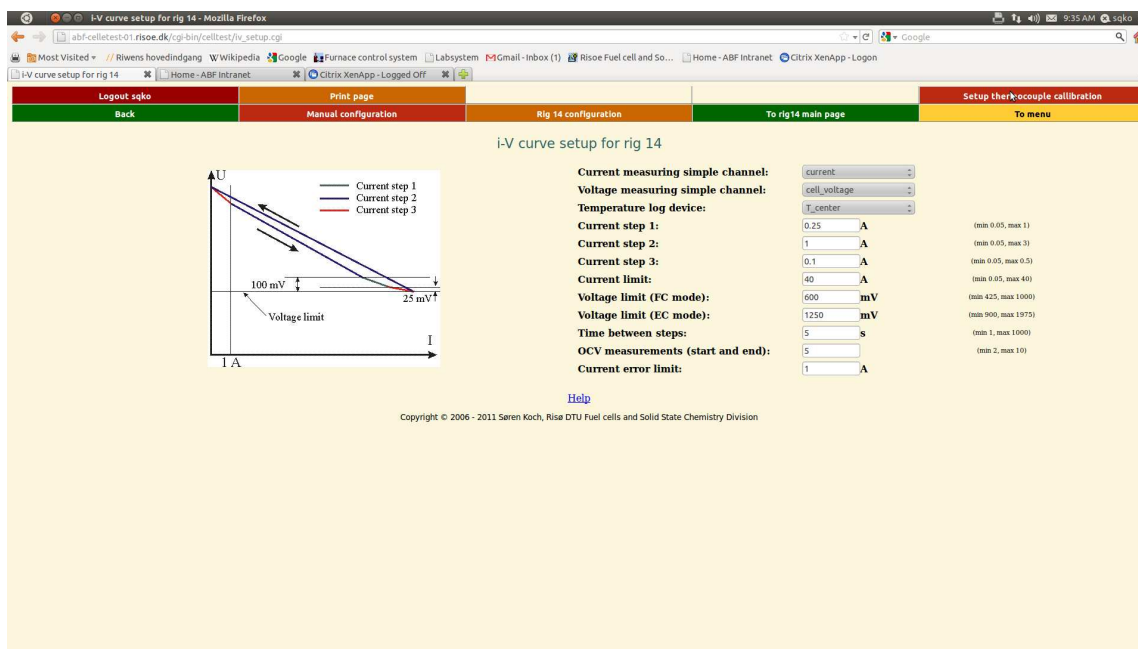 i-V curve setup for rig 14 - Mozilla Firefox
9:35 AM sqko
abf-celletest-01.risoe.dk/cgi-bin/celltest/iv_setup.cgi
Google
Most Visited // Riwens hovedindgang W Wikipedia Google Furnace control system Labsystem Gmail - Inbox (1) Risoe Fuel cell and So... Home - ABF Intranet Citrix XenApp - Logon
i-V curve setup for rig 14 Home - ABF Intranet Citrix XenApp - Logged Off
Logout sqko Print page Setup thermocouple callibration
Back Manual configuration Rig 14 configuration To rig14 main page To menu
i-V curve setup for rig 14
U
Current step 1
Current step 2
Current step 3
100 mV
25 mV
Voltage limit
I
1 A
Current measuring simple channel: current
Voltage measuring simple channel: cell_voltage
Temperature log device: T_center
Current step 1: 0.25 A (min 0.05, max 1)
Current step 2: 1 A (min 0.05, max 3)
Current step 3: 0.1 A (min 0.05, max 0.5)
Current limit: 40 A (min 0.05, max 40)
Voltage limit (FC mode): 600 mV (min 425, max 1000)
Voltage limit (EC mode): 1250 mV (min 900, max 1975)
Time between steps: 5 s (min 1, max 1000)
OCV measurements (start and end): 5 (min 2, max 10)
Current error limit: 1 A
Help
Copyright © 2006 - 2011 Søren Koch, Risø DTU Fuel cells and Solid State Chemistry Division